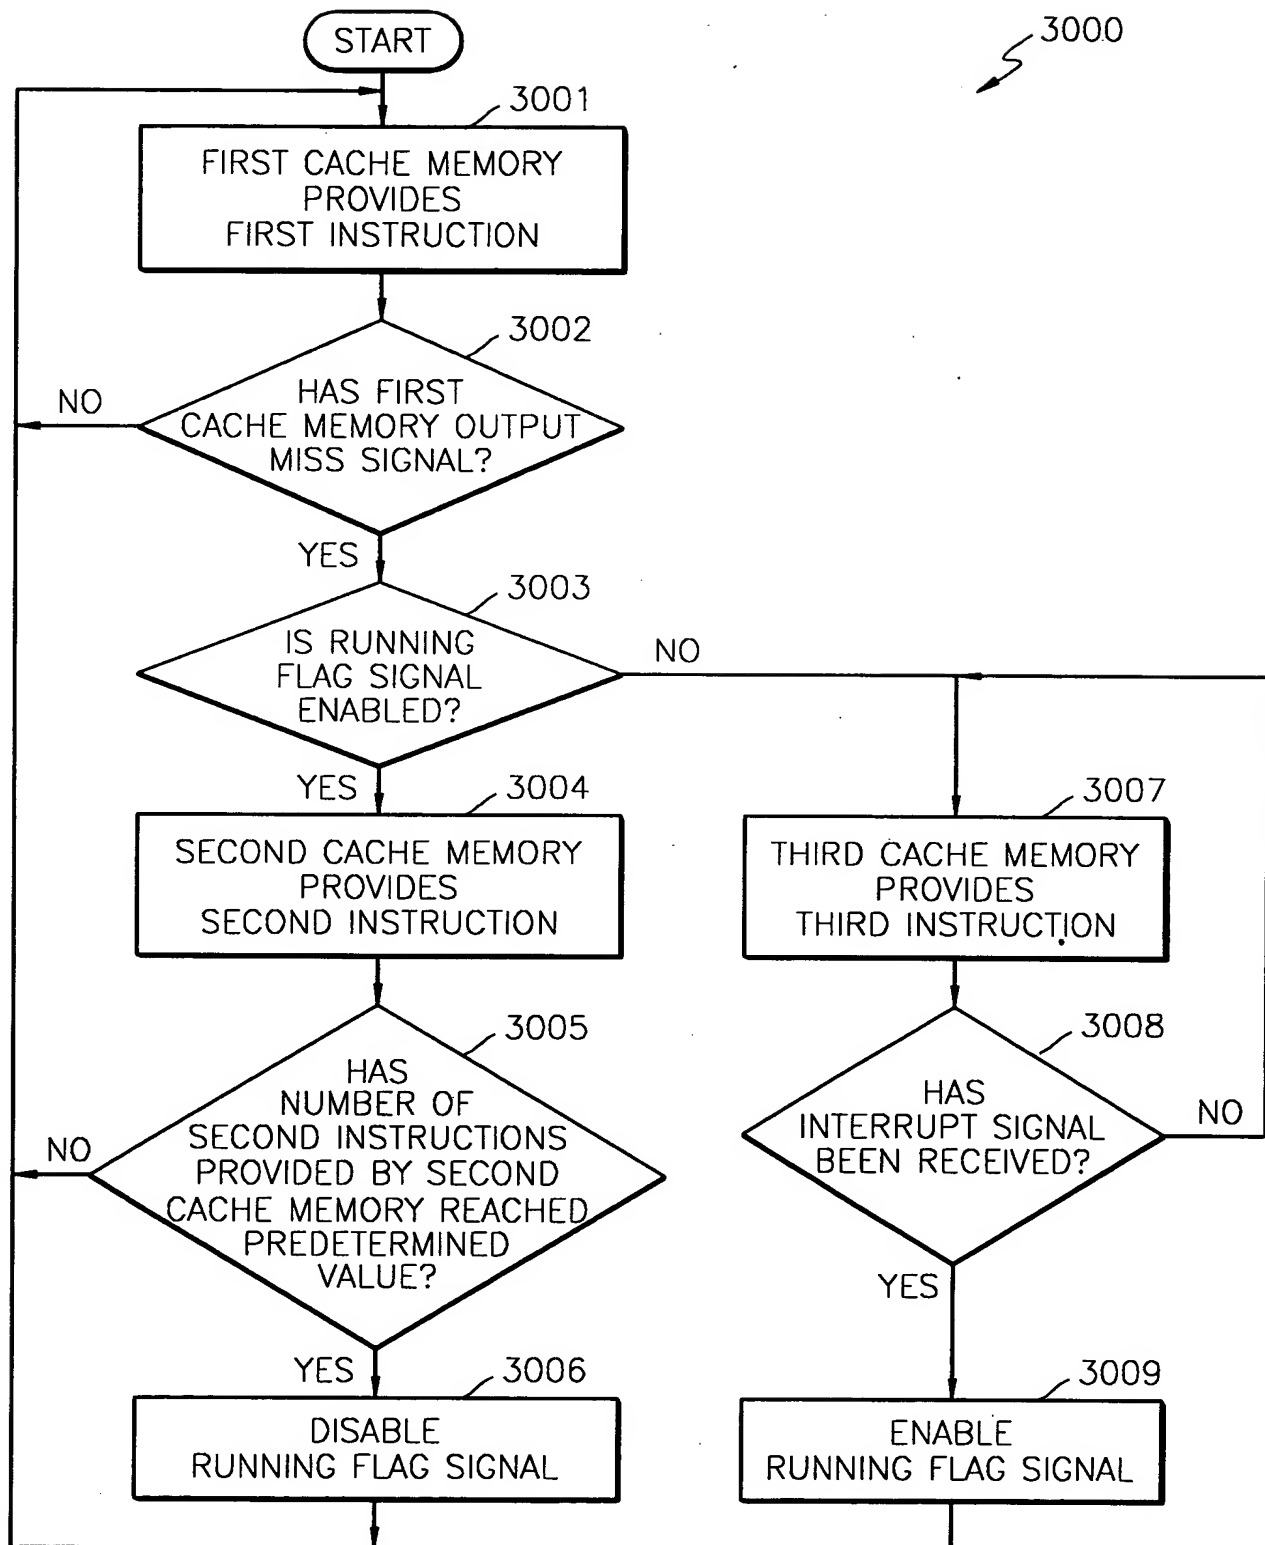 START
3000
3001
FIRST CACHE MEMORY
PROVIDES
FIRST INSTRUCTION
3002
HAS FIRST
CACHE MEMORY OUTPUT
MISS SIGNAL?
NO
YES
3003
IS RUNNING
FLAG SIGNAL
ENABLED?
NO
YES
3004
SECOND CACHE MEMORY
PROVIDES
SECOND INSTRUCTION
3007
THIRD CACHE MEMORY
PROVIDES
THIRD INSTRUCTION
3005
HAS
NUMBER OF
SECOND INSTRUCTIONS
PROVIDED BY SECOND
CACHE MEMORY REACHED
PREDETERMINED
VALUE?
NO
YES
3008
HAS
INTERRUPT SIGNAL
BEEN RECEIVED?
NO
YES
3006
DISABLE
RUNNING FLAG SIGNAL
3009
ENABLE
RUNNING FLAG SIGNAL